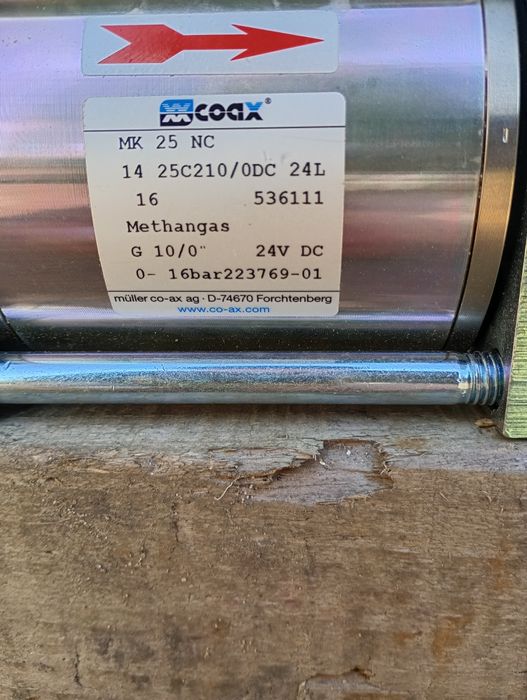 coax®
MK 25 NC
14 25C210/0DC 24L
16 536111
Methangas
G 10/0" 24V DC
0- 16bar223769-01
müller co-ax ag · D-74670 Forchtenberg
www.co-ax.com